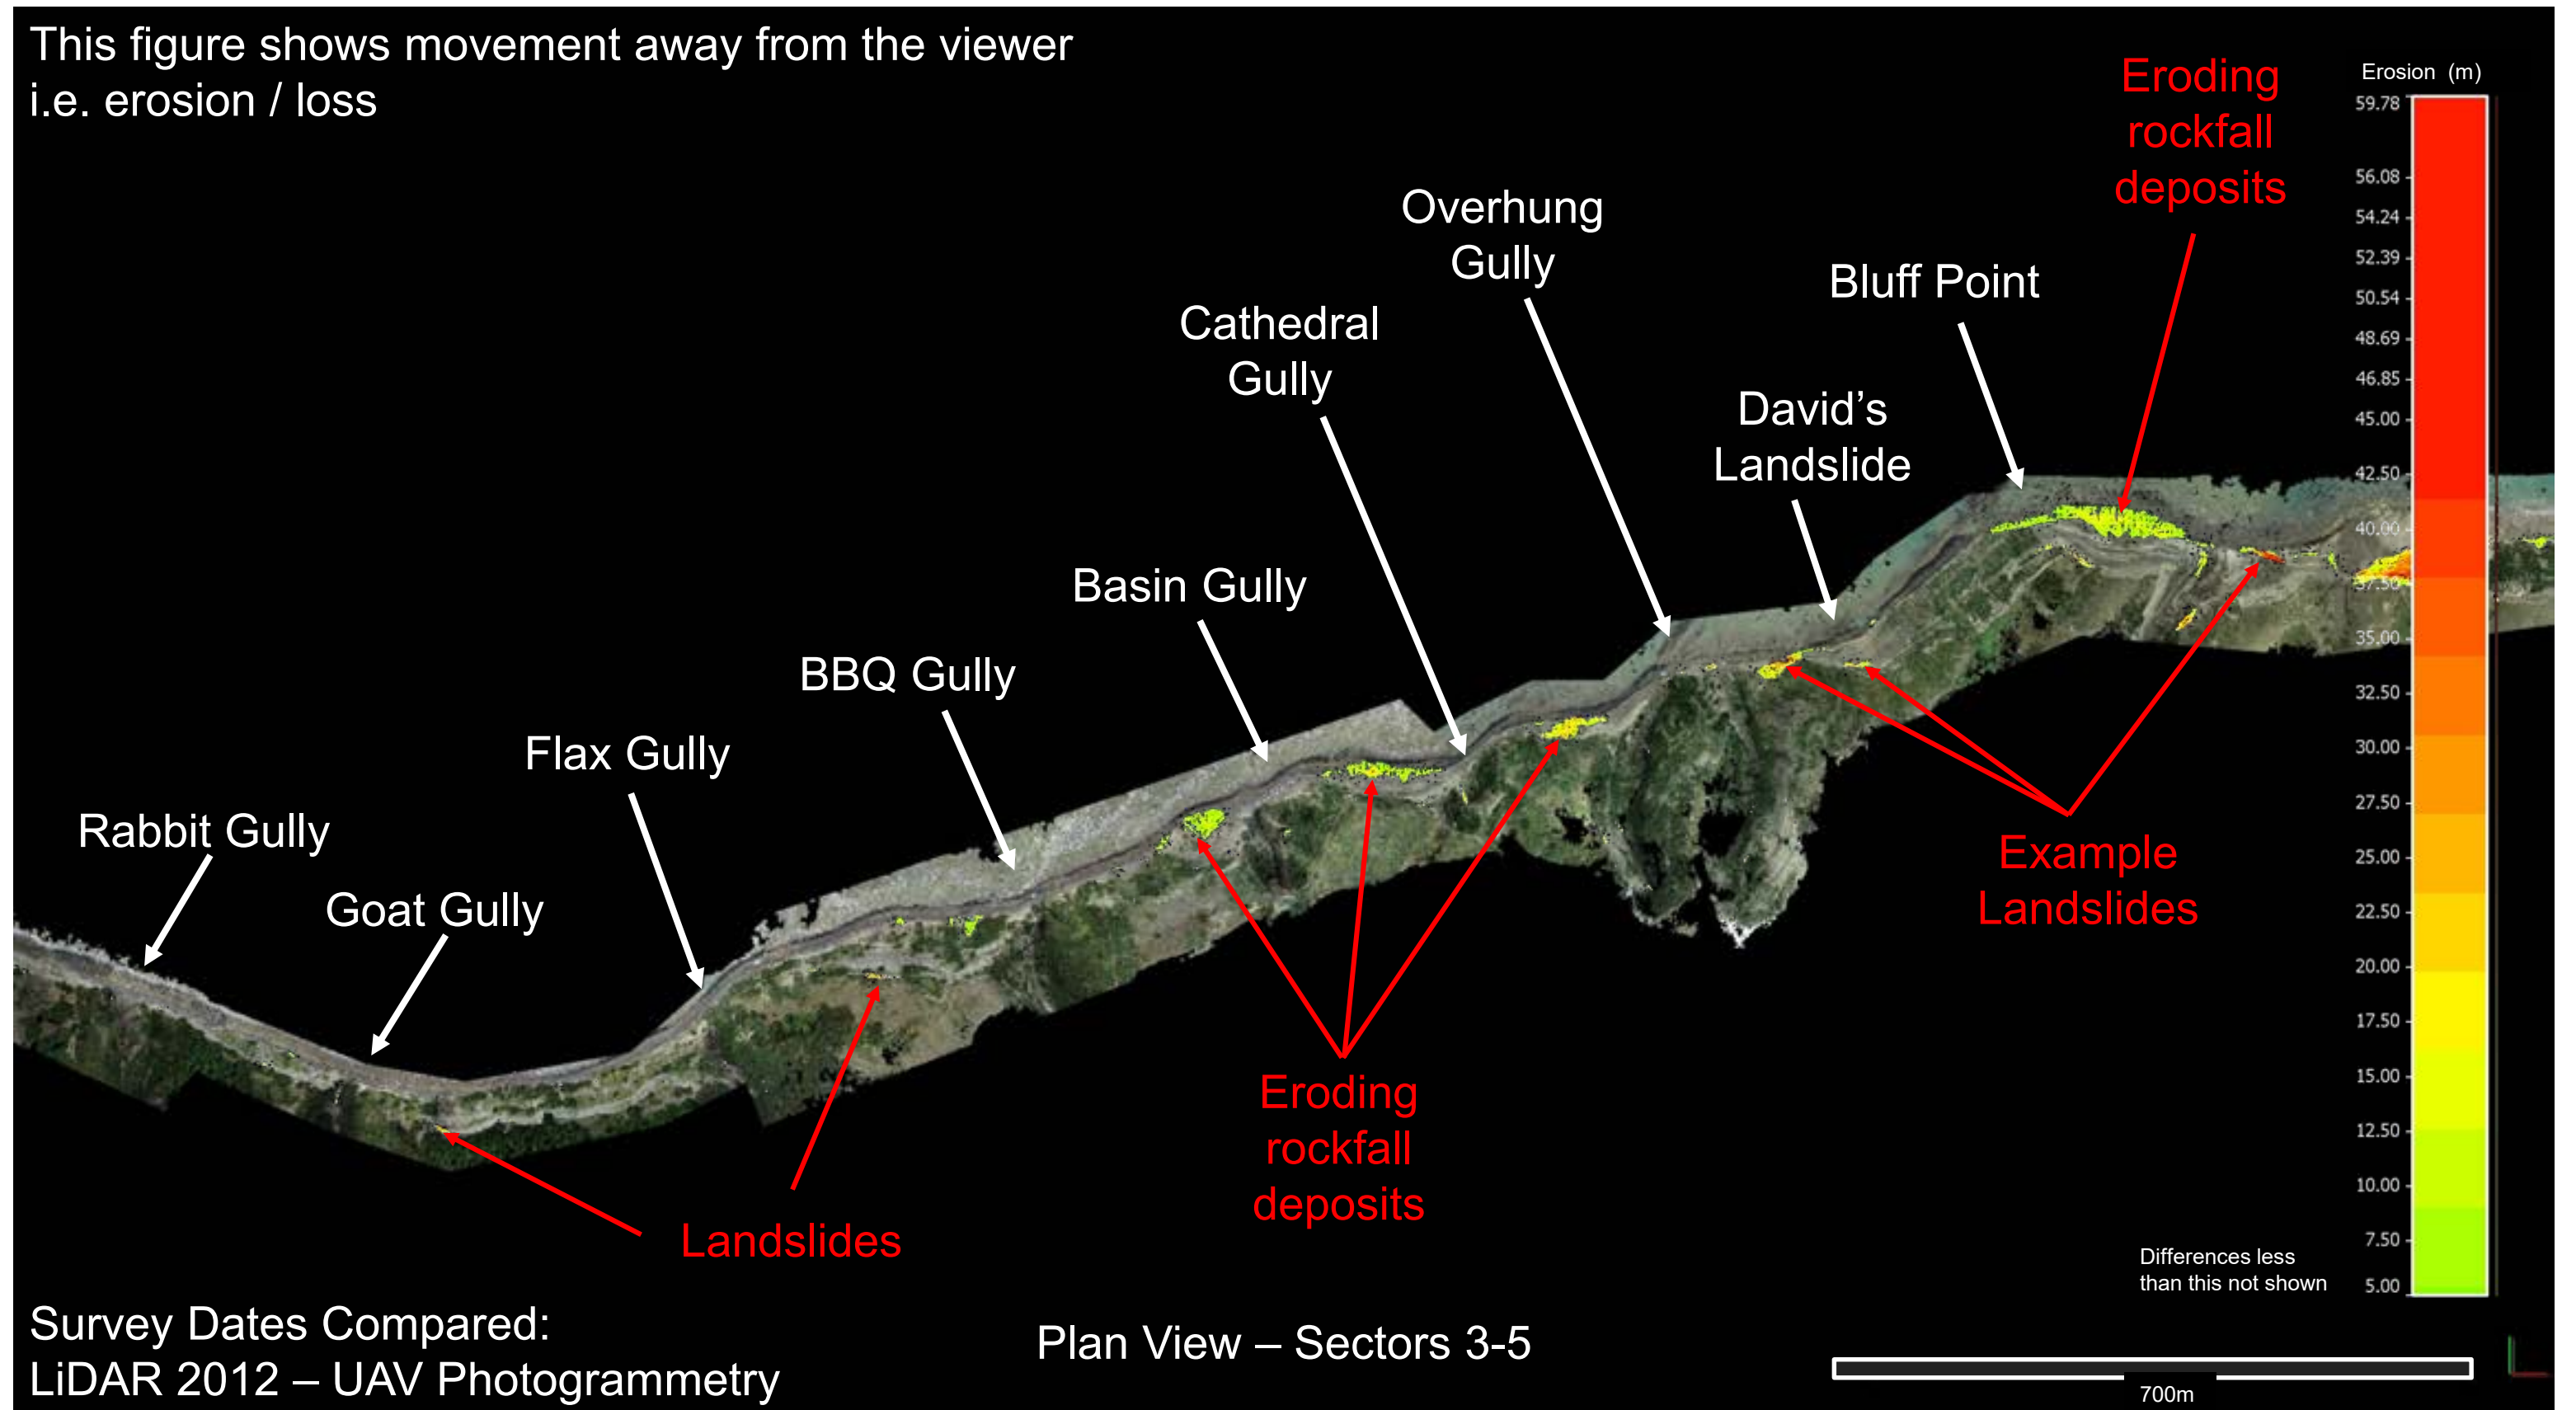 This figure shows movement away from the viewer
i.e. erosion / loss
Eroding
rockfall
deposits
Erosion (m)
59.78
56.08
54.24
52.39
50.54
48.69
46.85
45.00
42.50
40.00
37.50
35.00
32.50
30.00
27.50
25.00
22.50
20.00
17.50
15.00
12.50
10.00
7.50
5.00
Overhung
Gully
Bluff Point
Cathedral
Gully
David’s
Landslide
Basin Gully
BBQ Gully
Flax Gully
Rabbit Gully
Goat Gully
Example
Landslides
Eroding
rockfall
deposits
Landslides
Differences less
than this not shown
Survey Dates Compared:
LiDAR 2012 – UAV Photogrammetry
Plan View – Sectors 3-5
700m